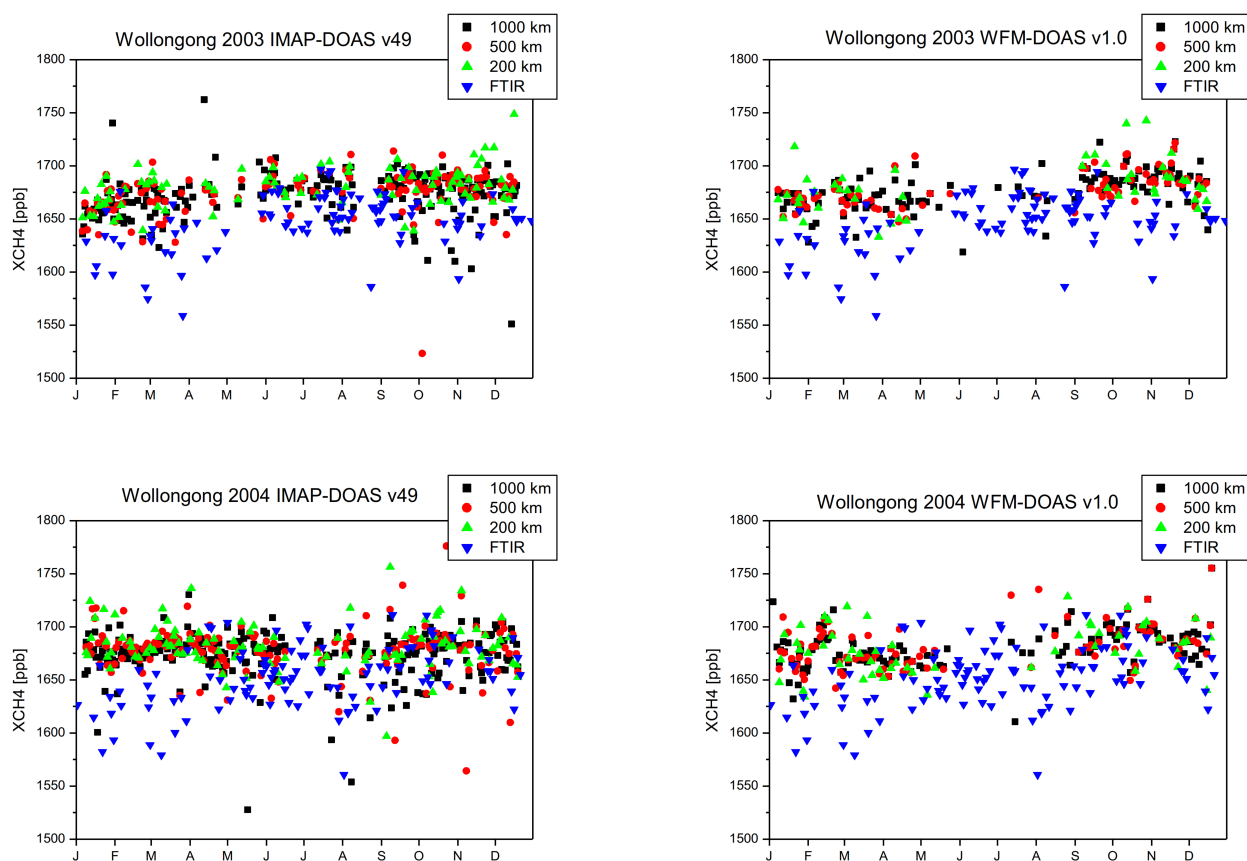 Wollongong 2003 IMAP-DOAS v49
1000 km
500 km
200 km
FTIR
XCH4 [ppb]
1800
1750
1700
1650
1600
1550
1500
J F M A M J J A S O N D
Wollongong 2003 WFM-DOAS v1.0
1000 km
500 km
200 km
FTIR
XCH4 [ppb]
1800
1750
1700
1650
1600
1550
1500
J F M A M J J A S O N D
Wollongong 2004 IMAP-DOAS v49
1000 km
500 km
200 km
FTIR
XCH4 [ppb]
1800
1750
1700
1650
1600
1550
1500
J F M A M J J A S O N D
Wollongong 2004 WFM-DOAS v1.0
1000 km
500 km
200 km
FTIR
XCH4 [ppb]
1800
1750
1700
1650
1600
1550
1500
J F M A M J J A S O N D